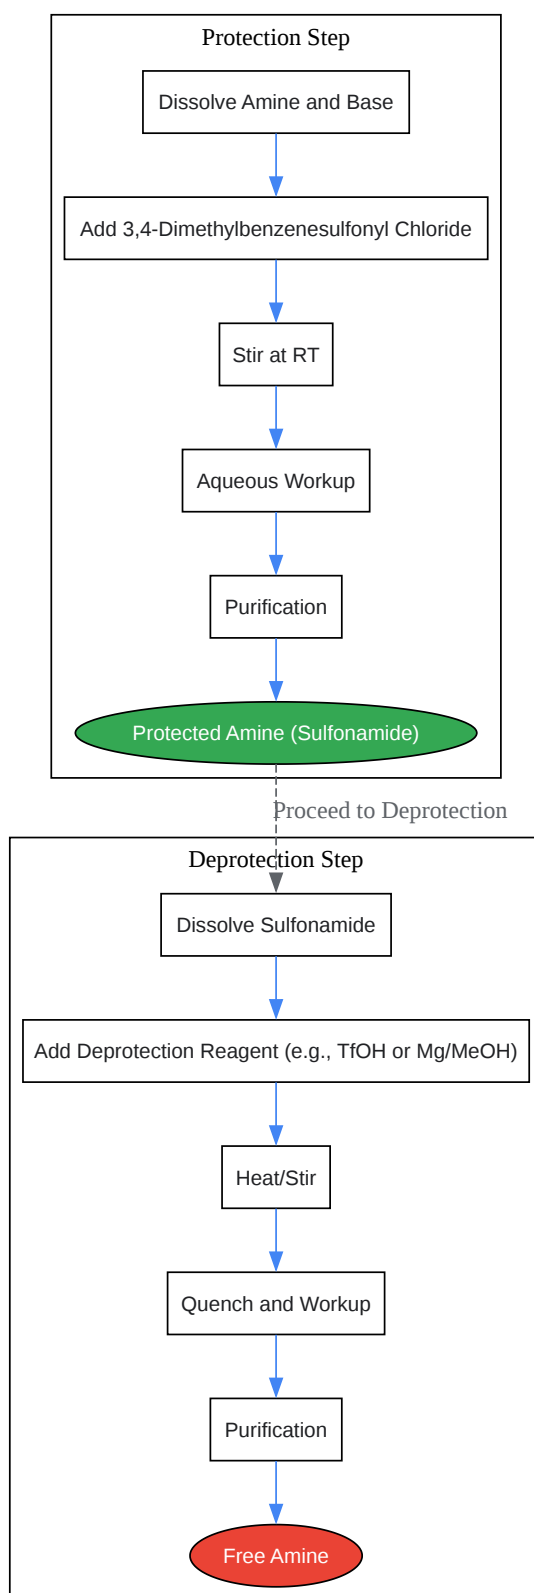 Protection Step
Dissolve Amine and Base
Add 3,4-Dimethylbenzenesulfonyl Chloride
Stir at RT
Aqueous Workup
Purification
Protected Amine (Sulfonamide)
Proceed to Deprotection
Deprotection Step
Dissolve Sulfonamide
Add Deprotection Reagent (e.g., TfOH or Mg/MeOH)
Heat/Stir
Quench and Workup
Purification
Free Amine